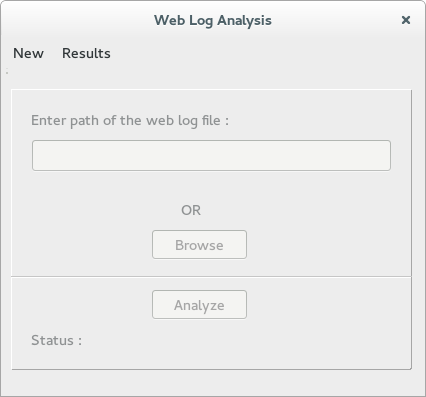 Web Log Analysis ×
New Results
Enter path of the web log file :
OR
Browse
Analyze
Status :